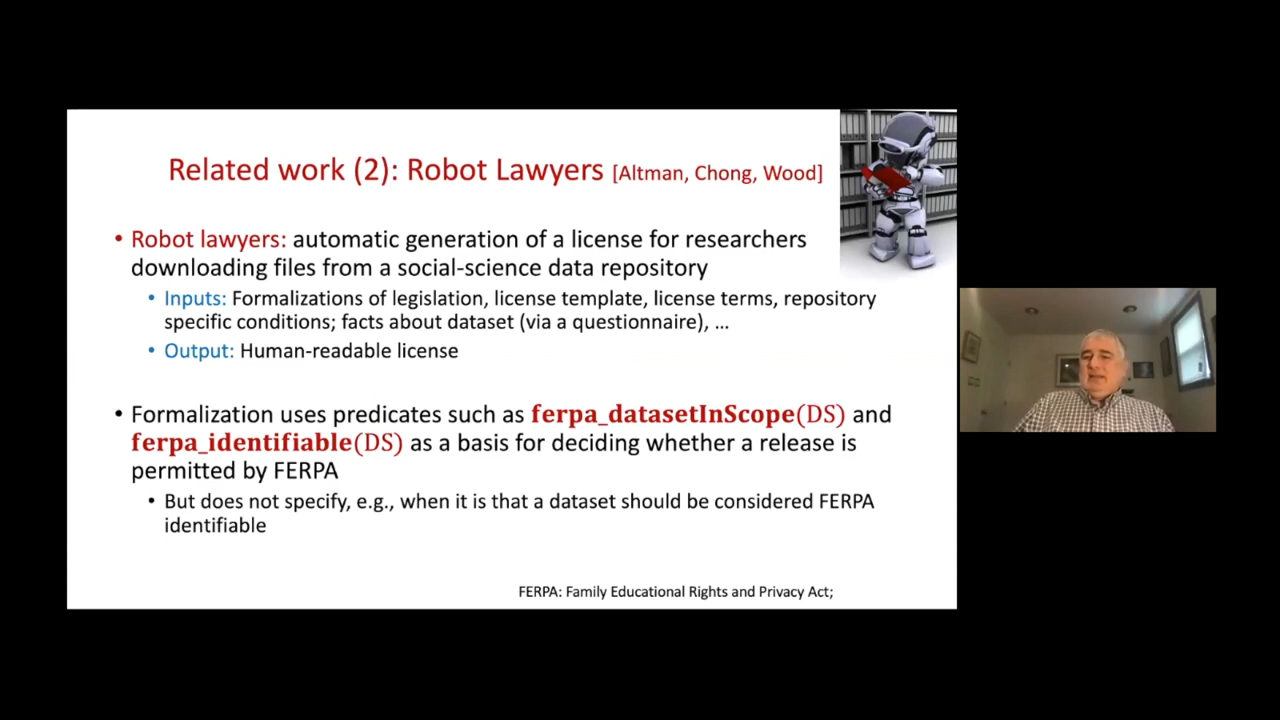 Related work (2): Robot Lawyers [Altman, Chong, Wood]
• Robot lawyers: automatic generation of a license for researchers
downloading files from a social-science data repository
• Inputs: Formalizations of legislation, license template, license terms, repository
specific conditions; facts about dataset (via a questionnaire), ...
• Output: Human-readable license
• Formalization uses predicates such as ferpa_datasetInScope(DS) and
ferpa_identifiable(DS) as a basis for deciding whether a release is
permitted by FERPA
• But does not specify, e.g., when it is that a dataset should be considered FERPA
identifiable
FERPA: Family Educational Rights and Privacy Act;